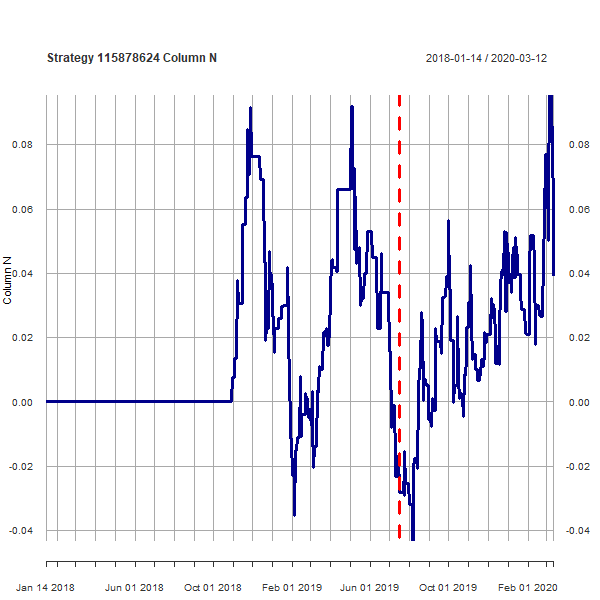 Strategy 115878624 Column N
2018-01-14 / 2020-03-12
0.08
0.06
0.04
0.02
0.00
-0.02
-0.04
Column N
0.08
0.06
0.04
0.02
0.00
-0.02
-0.04
Jan 14 2018
Jun 01 2018
Oct 01 2018
Feb 01 2019
Jun 01 2019
Oct 01 2019
Feb 01 2020